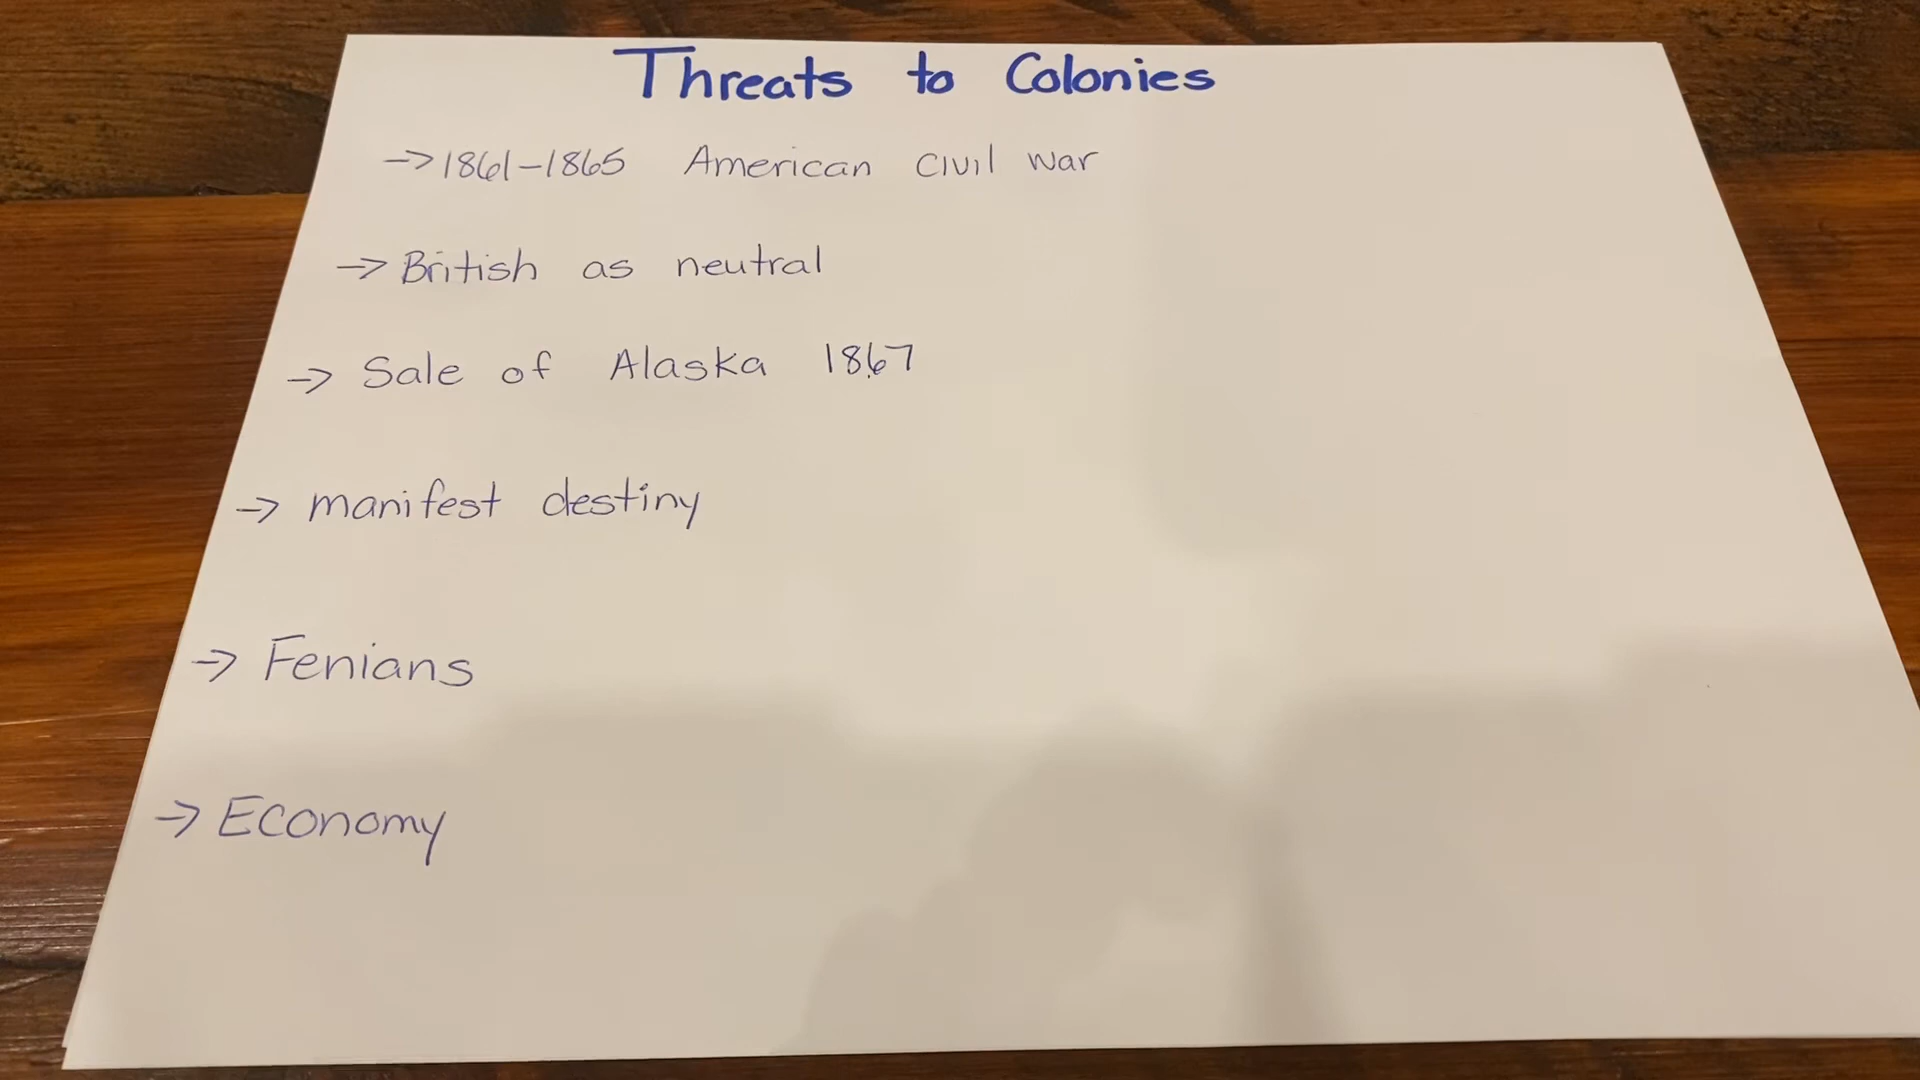 Threats to Colonies
→1861-1865 American civil war
→ British as neutral
→ Sale of Alaska 1867
→ manifest destiny
→ Fenians
→ Economy